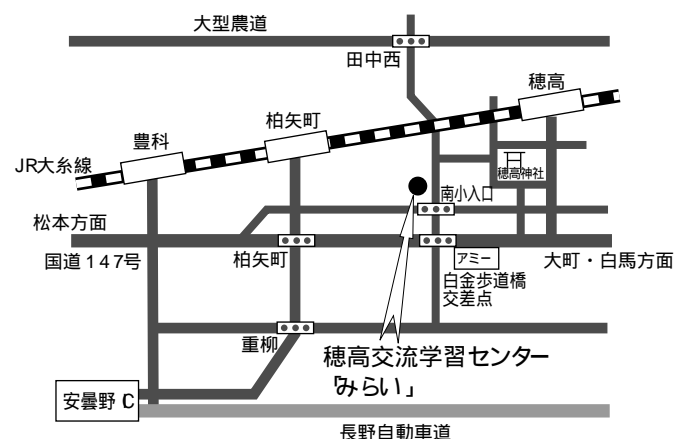 大型農道
田中西
穂高
柏矢町
豊科
JR大糸線
穂高神社
南小入口
松本方面
国道147号
柏矢町
アミー
大町・白馬方面
白金歩道橋
交差点
重柳
穂高交流学習センター
「みらい」
安曇野IC
長野自動車道